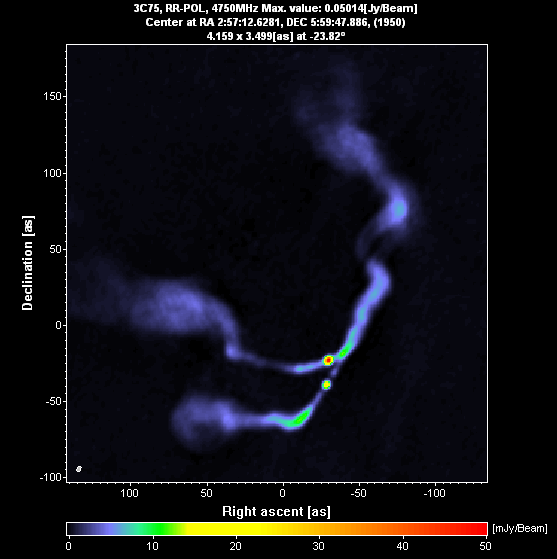 3C75, RR-POL, 4750MHz Max. value: 0.05014[Jy/Beam]
Center at RA 2:57:12.6281, DEC 5:59:47.886, (1950)
4.159 x 3.499[as] at -23.82°
150
100
50
0
-50
-100
Declination [as]
100 50 0 -50 -100
Right ascent [as]
[mJy/Beam]
0 10 20 30 40 50